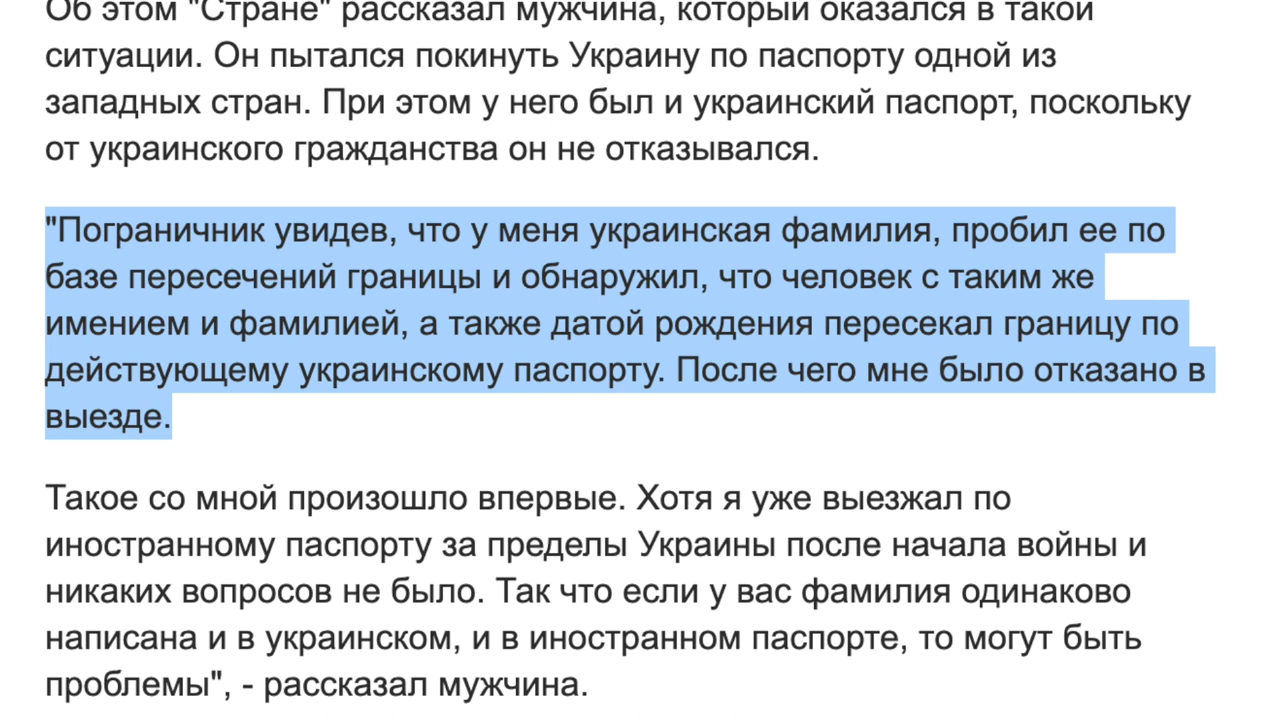 Об этом "Стране" рассказал мужчина, который оказался в такой
ситуации. Он пытался покинуть Украину по паспорту одной из
западных стран. При этом у него был и украинский паспорт, поскольку
от украинского гражданства он не отказывался.
"Пограничник увидев, что у меня украинская фамилия, пробил ее по
базе пересечений границы и обнаружил, что человек с таким же
имением и фамилией, а также датой рождения пересекал границу по
действующему украинскому паспорту. После чего мне было отказано в
выезде.
Такое со мной произошло впервые. Хотя я уже выезжал по
иностранному паспорту за пределы Украины после начала войны и
никаких вопросов не было. Так что если у вас фамилия одинаково
написана и в украинском, и в иностранном паспорте, то могут быть
проблемы", - рассказал мужчина.